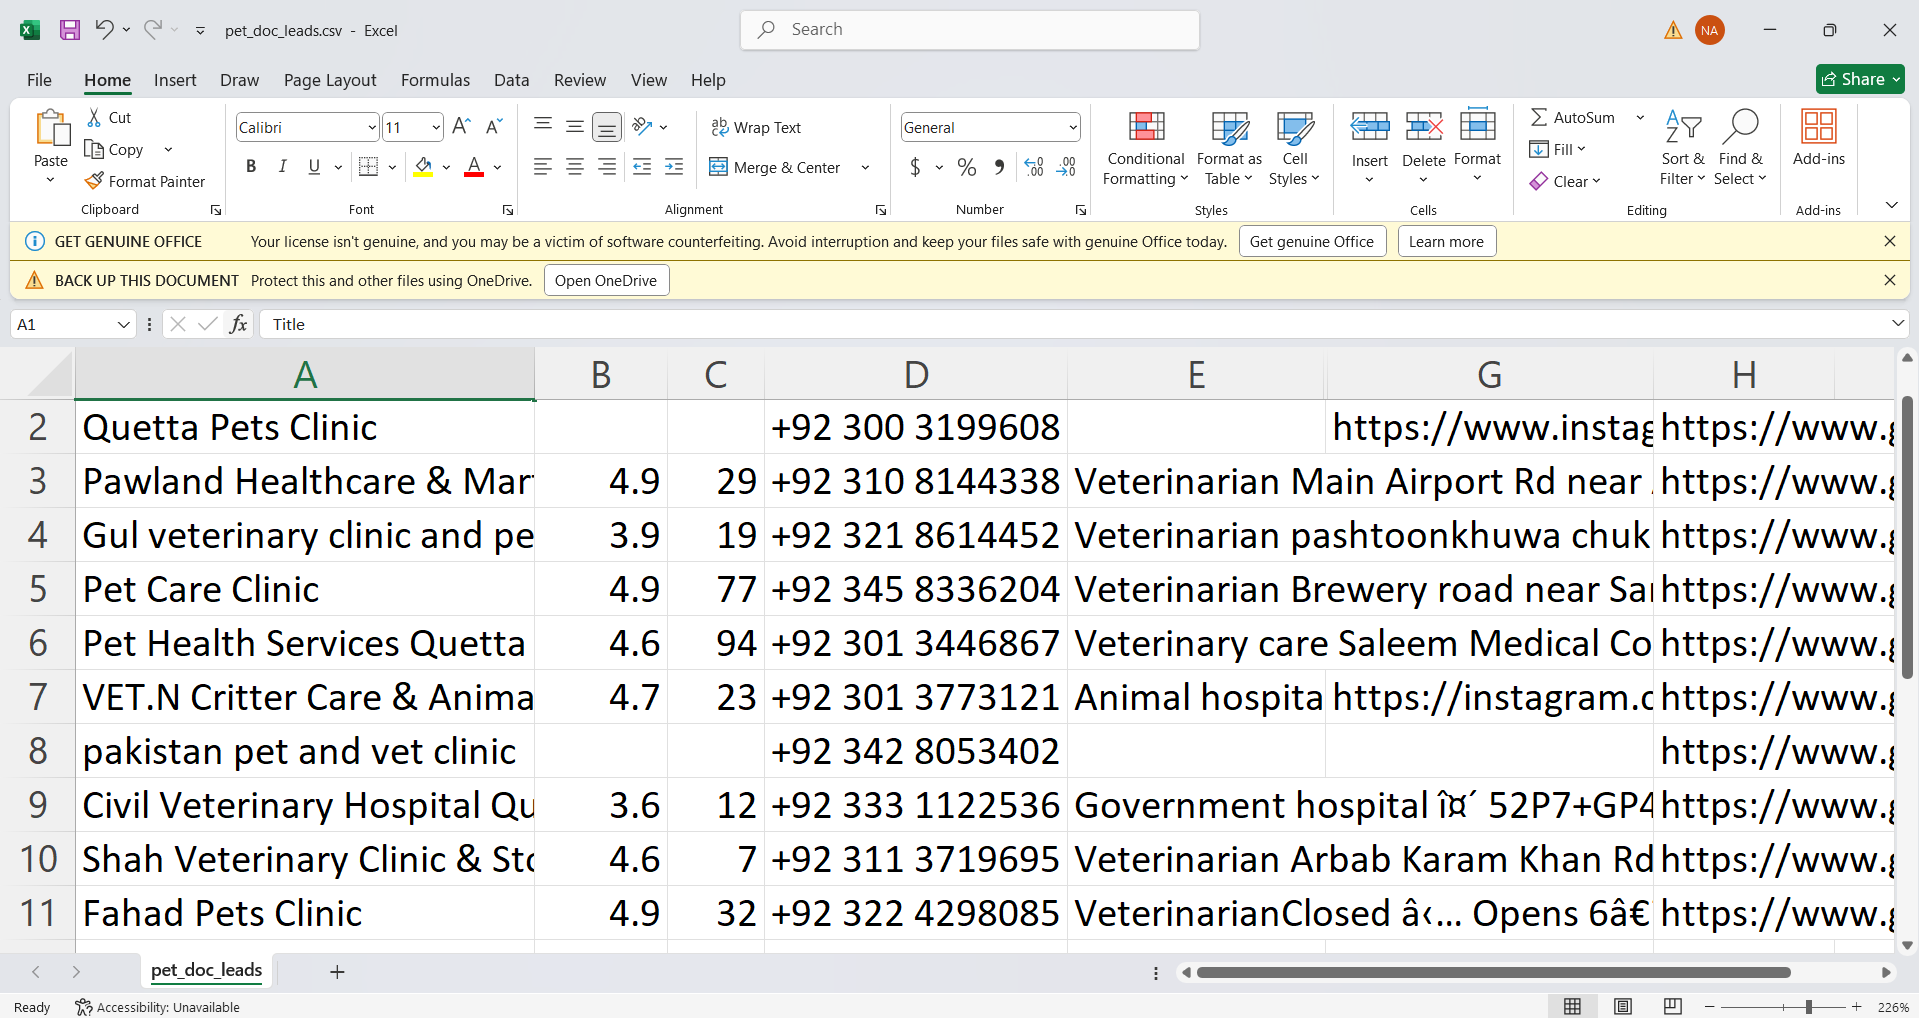 pet_doc_leads.csv - Excel
Search
NA
File Home Insert Draw Page Layout Formulas Data Review View Help
Share
Paste
Cut
Copy
Format Painter
Clipboard
Calibri 11
B I U A
Font
Wrap Text
Merge & Center
Alignment
General
$ % , .00
Number
Conditional Formatting
Format as Table
Cell Styles
Styles
Insert Delete Format
Cells
AutoSum
Fill
Clear
Sort & Filter
Find & Select
Editing
Add-ins
Add-ins
GET GENUINE OFFICE Your license isn't genuine, and you may be a victim of software counterfeiting. Avoid interruption and keep your files safe with genuine Office today. Get genuine Office Learn more
BACK UP THIS DOCUMENT Protect this and other files using OneDrive. Open OneDrive
A1 fx Title
A B C D E G H
2 Quetta Pets Clinic +92 300 3199608 https://www.instag https://www.g
3 Pawland Healthcare & Mar +92 310 8144338 4.9 29 Veterinarian Main Airport Rd near https://www.g
4 Gul veterinary clinic and pe 3.9 19 +92 321 8614452 Veterinarian pashtoonkhuwa chuk https://www.g
5 Pet Care Clinic 4.9 77 +92 345 8336204 Veterinarian Brewery road near Sa https://www.g
6 Pet Health Services Quetta 4.6 94 +92 301 3446867 Veterinary care Saleem Medical Co https://www.g
7 VET.N Critter Care & Anima 4.7 23 +92 301 3773121 Animal hospita https://instagram.c https://www.g
8 pakistan pet and vet clinic +92 342 8053402 https://www.g
9 Civil Veterinary Hospital Qu 3.6 12 +92 333 1122536 Government hospital î¤´ 52P7+GP4 https://www.g
10 Shah Veterinary Clinic & Sto 4.6 7 +92 311 3719695 Veterinarian Arbab Karam Khan Rd https://www.g
11 Fahad Pets Clinic 4.9 32 +92 322 4298085 VeterinarianClosed â‹… Opens 6â€ https://www.g
pet_doc_leads
Ready Accessibility: Unavailable 226%